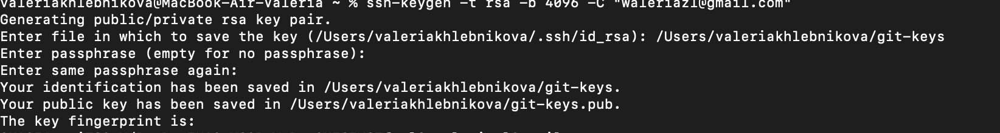 valeriakhlebnikova@MacBook-Air-Valeria ~ % ssh-keygen -t rsa -b 4096 -C "waleriazl@gmail.com"
Generating public/private rsa key pair.
Enter file in which to save the key (/Users/valeriakhlebnikova/.ssh/id_rsa): /Users/valeriakhlebnikova/git-keys
Enter passphrase (empty for no passphrase):
Enter same passphrase again:
Your identification has been saved in /Users/valeriakhlebnikova/git-keys.
Your public key has been saved in /Users/valeriakhlebnikova/git-keys.pub.
The key fingerprint is: